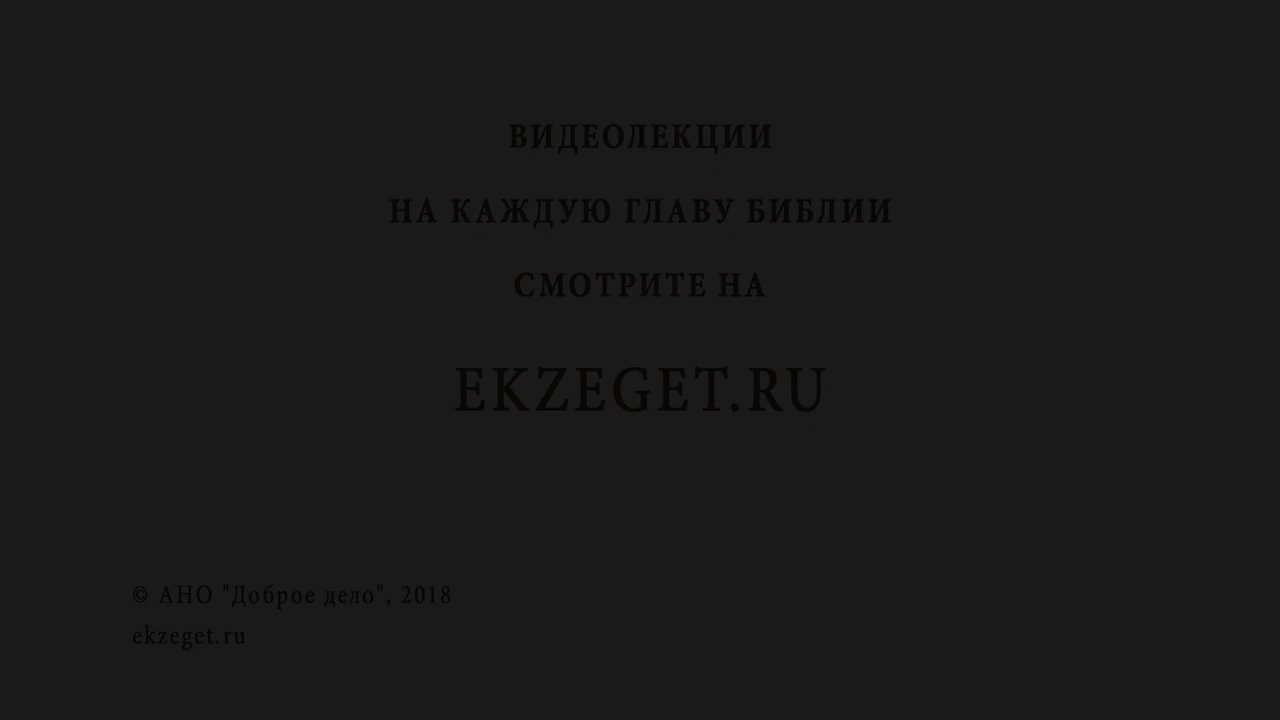 ВИДЕОЛЕКЦИИ
НА КАЖДУЮ ГЛАВУ БИБЛИИ
СМОТРИТЕ НА
EKZEGET.RU
© АНО "Доброе дело", 2018
ekzeget.ru